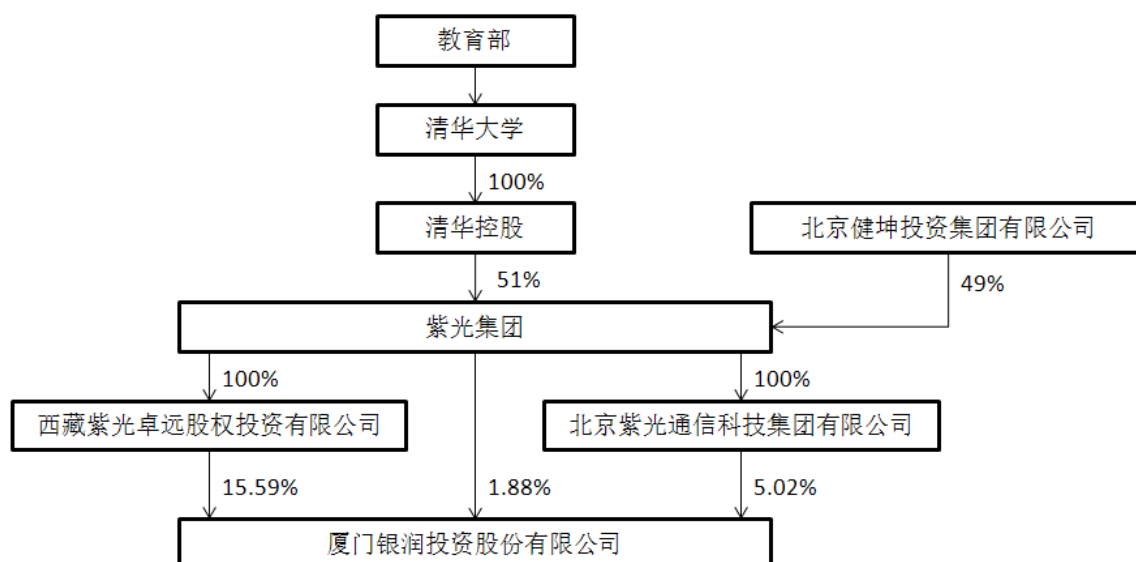 教育部
清华大学
100%
清华控股
北京健坤投资集团有限公司
51%
49%
紫光集团
100%
100%
西藏紫光卓远股权投资有限公司
北京紫光通信科技集团有限公司
15.59%
1.88%
5.02%
厦门银润投资股份有限公司